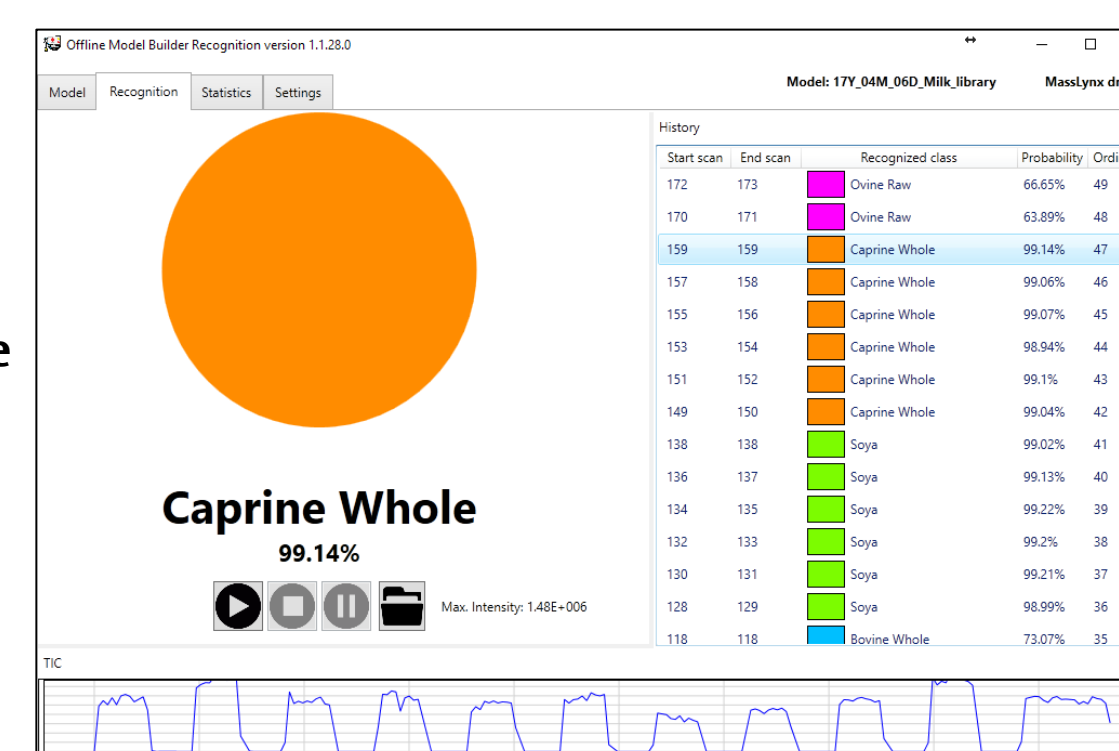 Offline Model Builder Recognition version 1.1.28.0
Model Recognition Statistics Settings
Model: 17Y_04M_06D_Milk_library
MassLynx
History
Start scan End scan Recognized class Probability
172 173 Ovine Raw 66.65% 49
170 171 Ovine Raw 63.89% 48
159 159 Caprine Whole 99.14% 47
157 158 Caprine Whole 99.06% 46
155 156 Caprine Whole 99.07% 45
153 154 Caprine Whole 98.94% 44
151 152 Caprine Whole 99.1% 43
149 150 Caprine Whole 99.04% 42
138 138 Soya 99.02% 41
136 137 Soya 99.13% 40
134 135 Soya 99.22% 39
132 133 Soya 99.2% 38
130 131 Soya 99.21% 37
128 129 Soya 98.99% 36
118 118 Bovine Whole 73.07% 35
Caprine Whole
99.14%
Max. Intensity: 1.48E+006
TIC